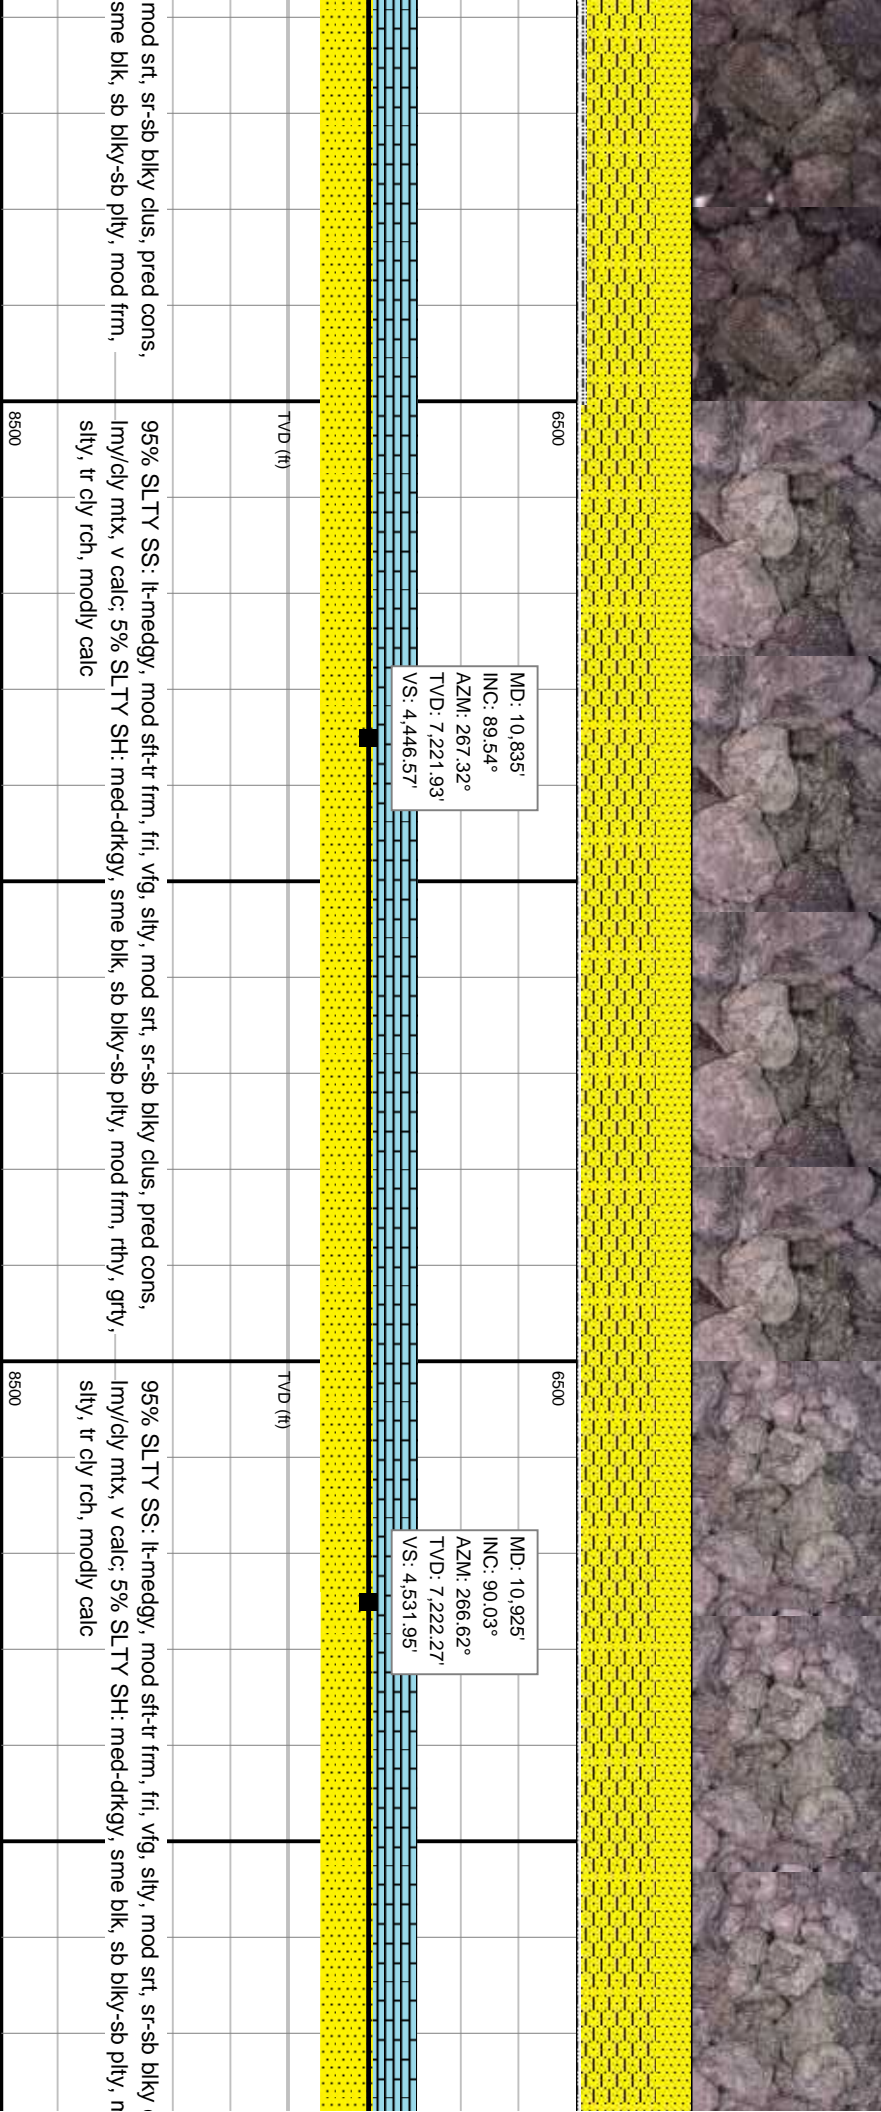 mod srt, sr-sb blky clus, pred cons,
sme blk, sb blky-sb plty, mod frm,
6500
TVD (ft)
8500
95% SLTY SS: lt-medgy, mod sft-tr frm, fri, vfg, slty, mod srt, sr-sb blky clus, pred cons,
lmy/cly mtx, v calc; 5% SLTY SH: med-drkgy, sme blk, sb blky-sb plty, mod frm, rthy, grty,
slty, tr cly rch, modly calc
MD: 10,835'
INC: 89.54°
AZM: 267.32°
TVD: 7,221.93'
VS: 4,446.57'
6500
TVD (ft)
8500
95% SLTY SS: lt-medgy, mod sft-tr frm, fri, vfg, slty, mod srt, sr-sb blky
lmy/cly mtx, v calc; 5% SLTY SH: med-drkgy, sme blk, sb blky-sb plty,
slty, tr cly rch, modly calc
MD: 10,925'
INC: 90.03°
AZM: 266.62°
TVD: 7,222.27'
VS: 4,531.95'